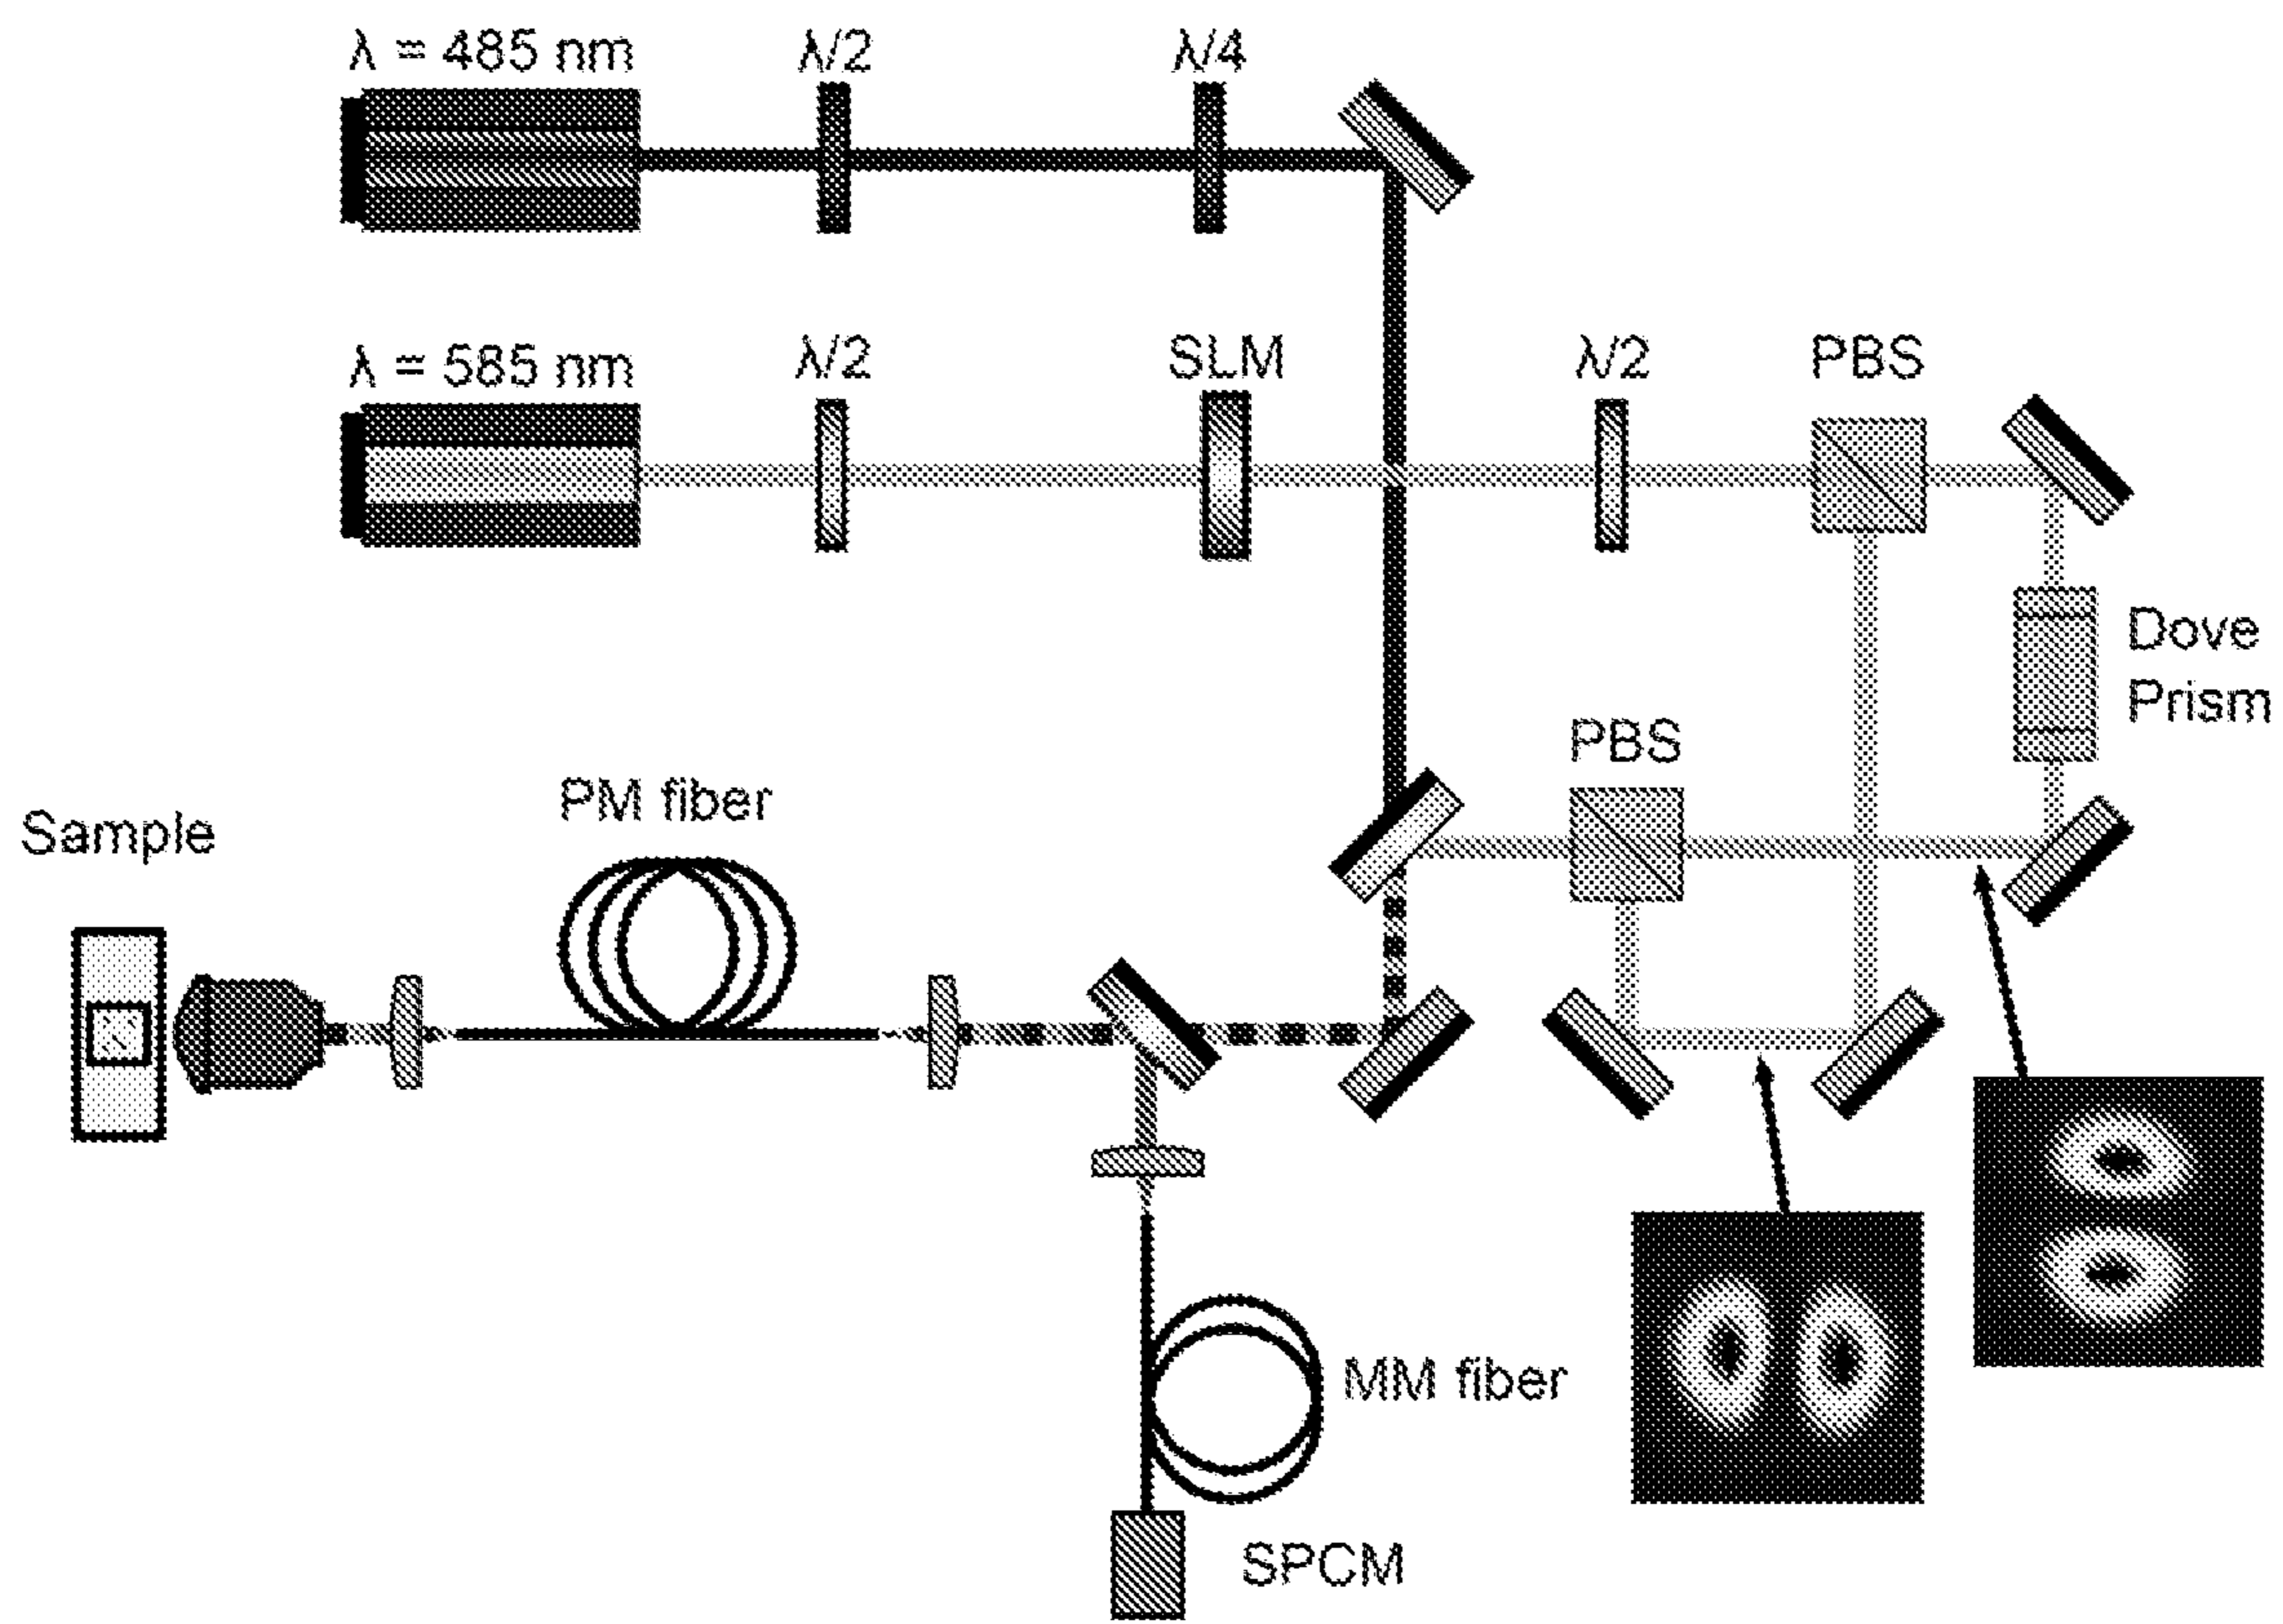 λ = 485 nm
λ/2
λ/4
λ = 585 nm
λ/2
SLM
λ/2
PBS
Dove
Prism
PBS
PM fiber
Sample
MM fiber
SPCM